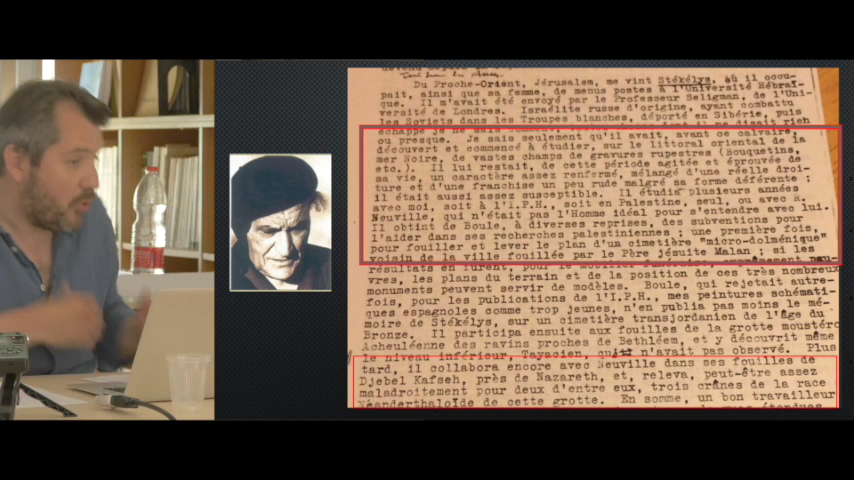 devenu
Du Proche-Orient, Jérusalem, me vint Stékélys, où il occu-
pait, ainsi que sa femme, de menus postes à l'Université Hébraï-
que. Il m'avait été envoyé par le Professeur Seligman, de l'Uni-
versité de Londres. Israélite russe d'origine, ayant combattu
les Soviets dans les Troupes blanches, déporté en Sibérie, puis
échappé je ne sais comment, rien
ou presque. Je sais seulement qu'il avait, avant ce calvaire,
découvert et commencé à étudier, sur le littoral oriental de la
mer Noire, de vastes champs de gravures rupestres (Bouquetins,
etc.). Il lui restait, de cette période agitée et éprouvée de
sa vie, un caractère assez renfermé, mélangé d'une réelle droi-
ture et d'une franchise un peu rude malgré sa forme déférente ;
il était aussi assez susceptible. Il étudia plusieurs années
avec moi, soit à l'I.P.H., soit en Palestine, seul, ou avec R.
Neuville, qui n'était pas l'Homme idéal pour s'entendre avec lui.
Il obtint de Boule, à diverses reprises, des subventions pour
l'aider dans ses recherches palestiniennes ; une première fois,
pour fouiller et lever le plan d'un cimetière "micro-dolménique"
voisin de la ville fouillée par le Père jésuite Malan ; si les
résultats en furent, pour le mobilier pau-
vres, les plans du terrain et de la position de ces très nombreux
monuments peuvent servir de modèles. Boule, qui rejetait autre-
fois, pour les publications de l'I.P.H., mes peintures schémati-
ques espagnoles comme trop jeunes, n'en publia pas moins le mé-
moire de Stékélys, sur un cimetière transjordanien de l'Âge du
Bronze. Il participa ensuite aux fouilles de la grotte moustéro
Acheuléenne des ravins proches de Bethléem, et y découvrit même
le niveau inférieur, Tayacien, n'avait pas observé. Plus
tard, il collabora encore avec Neuville dans ses fouilles de
Djebel Kafseh, près de Nazareth, et, releva, peut-être assez
maladroitement pour deux d'entre eux, trois crânes de la race
Néanderthaloïde de cette grotte. En somme, un bon travailleur